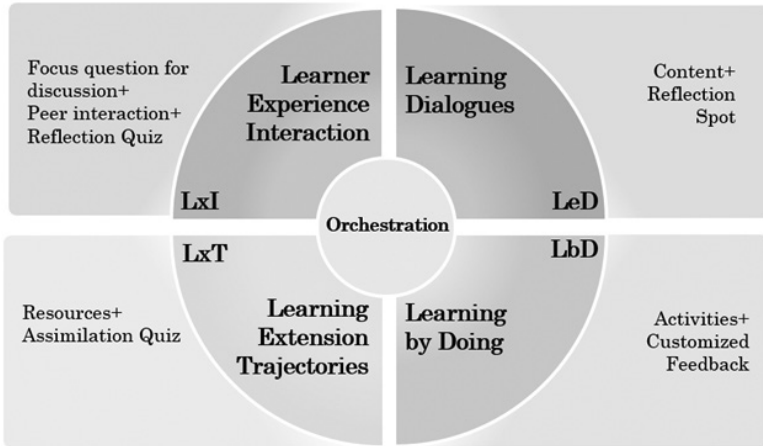 Focus question for
discussion+
Peer interaction+
Reflection Quiz
Learner
Experience
Interaction
LxI
Learning
Dialogues
LeD
Content+
Reflection
Spot
Orchestration
LxT
Learning
Extension
Trajectories
Resources+
Assimilation Quiz
LbD
Learning
by Doing
Activities+
Customized
Feedback